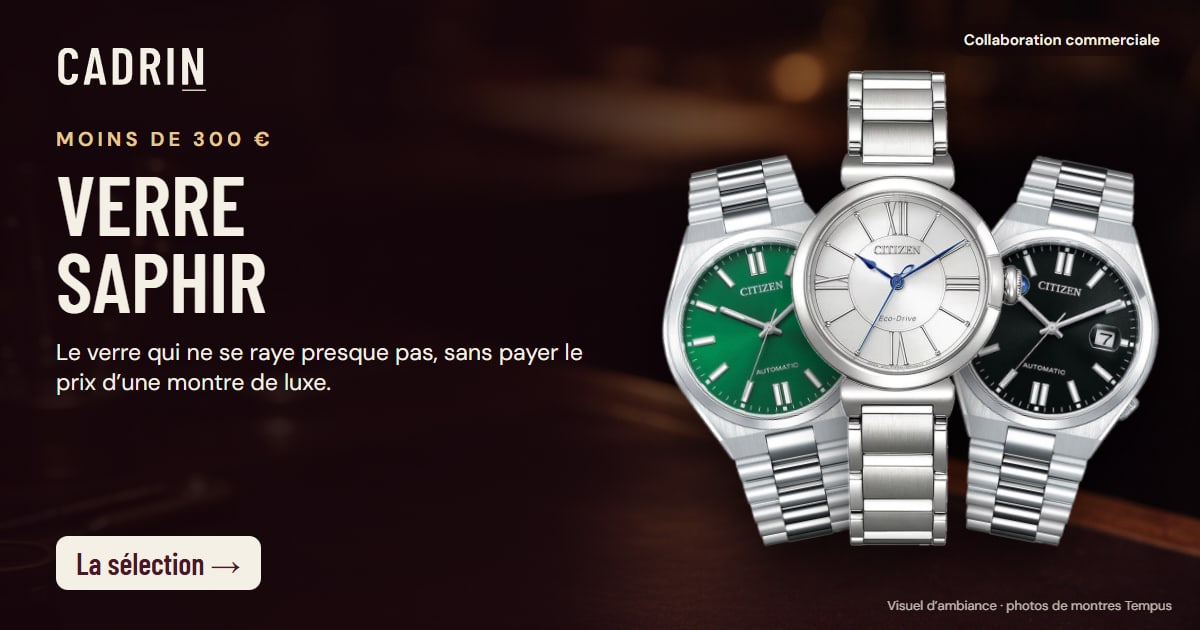 CADRIN
Collaboration commerciale
MOINS DE 300 €
VERRE
SAPHIR
Le verre qui ne se raye presque pas, sans payer le
prix d’une montre de luxe.
CITIZEN
AUTOMATIC
CITIZEN
Eco-Drive
CITIZEN
7
AUTOMATIC
La sélection →
Visuel d’ambiance · photos de montres Tempus